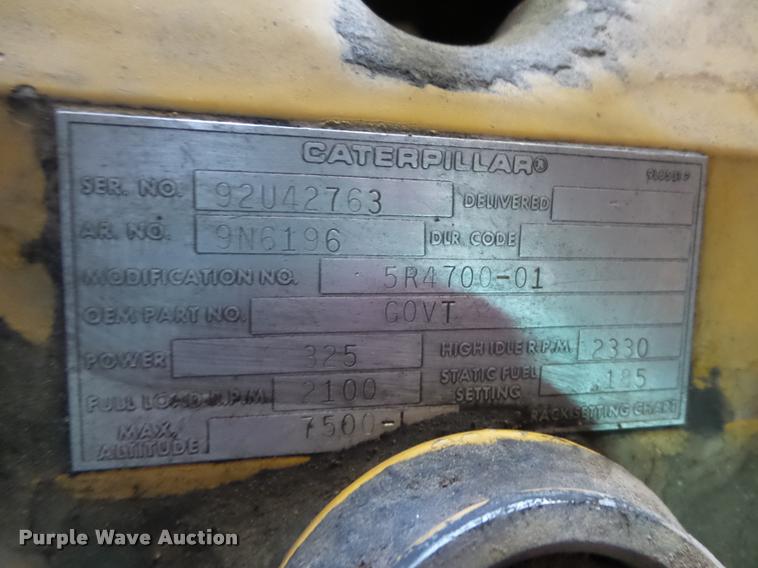 CATERPILLAR®
SER. NO. 92U42763 DELIVERED -
AR. NO. 9N6196 DLR. CODE
MODIFICATION NO. 5R4700-01
OEM PART NO. GOVT
POWER 325 HIGH IDLE R.P.M. 2330
FULL LOAD R.P.M 2100 STATIC FUEL SETTING .185
MAX. ALTITUDE 7500- RACK SETTING CHART
Purple Wave Auction